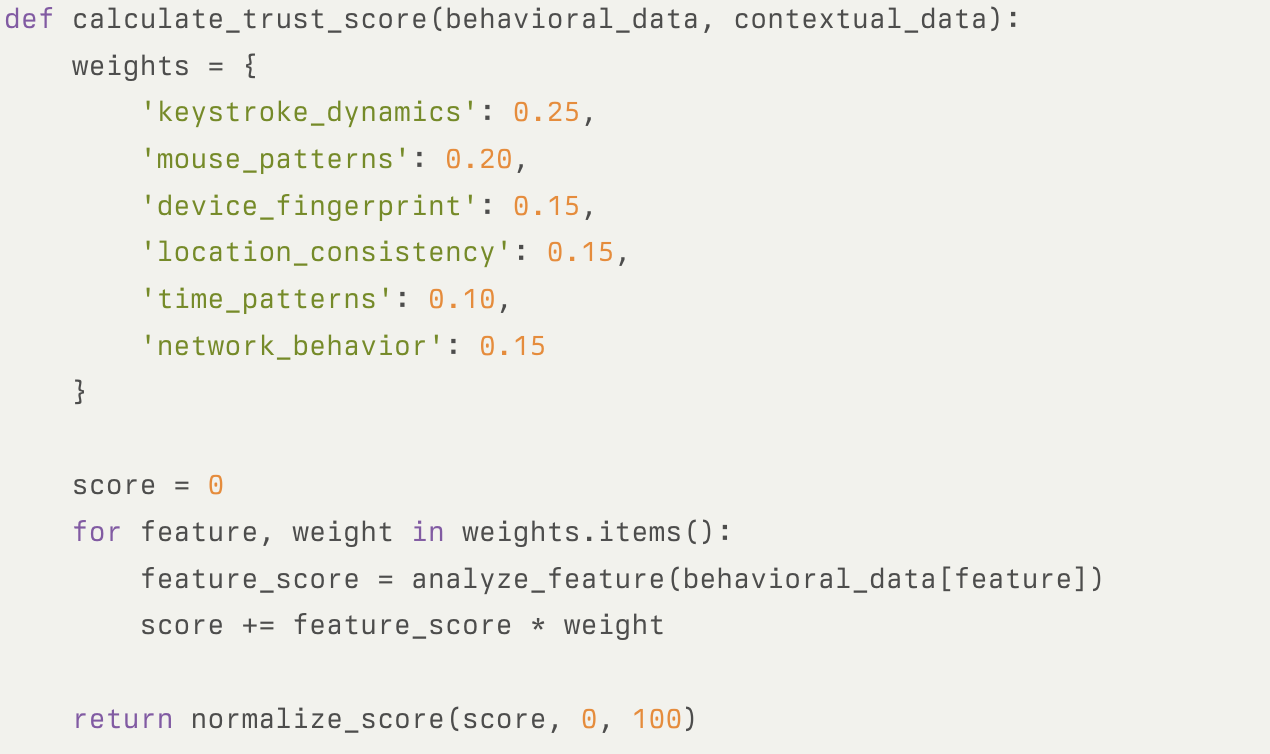 def calculate_trust_score(behavioral_data, contextual_data):
    weights = {
        'keystroke_dynamics': 0.25,
        'mouse_patterns': 0.20,
        'device_fingerprint': 0.15,
        'location_consistency': 0.15,
        'time_patterns': 0.10,
        'network_behavior': 0.15
    }

    score = 0
    for feature, weight in weights.items():
        feature_score = analyze_feature(behavioral_data[feature])
        score += feature_score * weight

    return normalize_score(score, 0, 100)